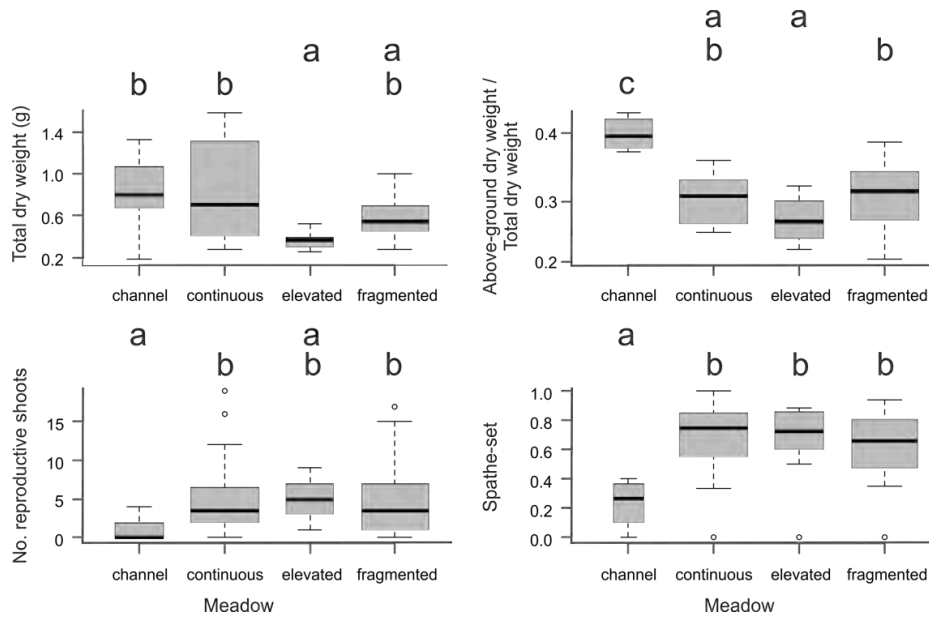 a a
a a b b
b b b c
Total dry weight (g)
1.4
1.0
0.6
0.2
channel continuous elevated fragmented
Above-ground dry weight /
Total dry weight
0.4
0.3
0.2
channel continuous elevated fragmented
a a
b b b
No. reproductive shoots
15
10
5
0
channel continuous elevated fragmented
Meadow
a
b b b
Spathe-set
1.0
0.8
0.6
0.4
0.2
0.0
channel continuous elevated fragmented
Meadow